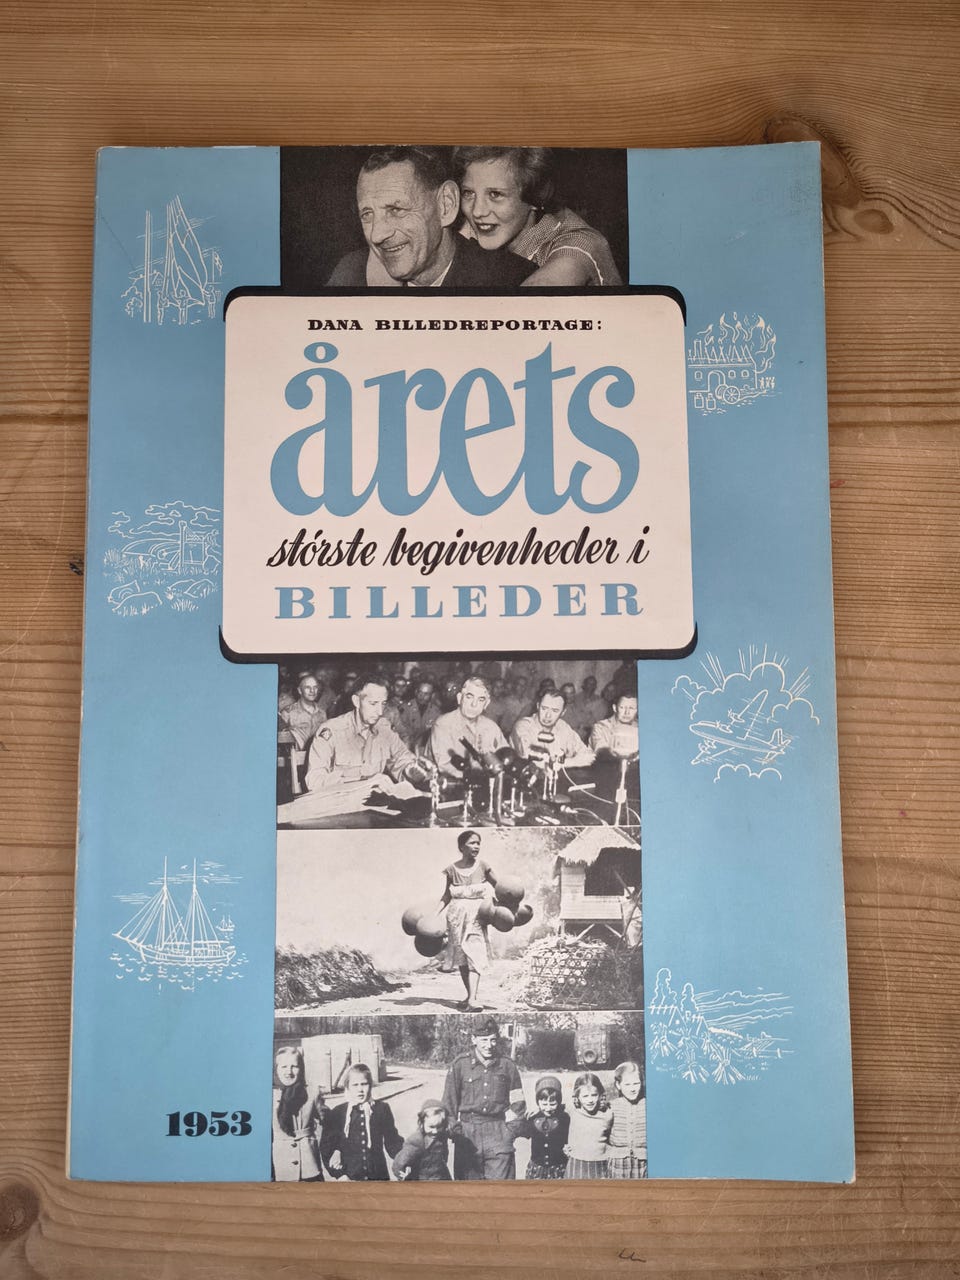 DANA BILLEDREPORTAGE:
årets
største begivenheder i
BILLEDER
1953